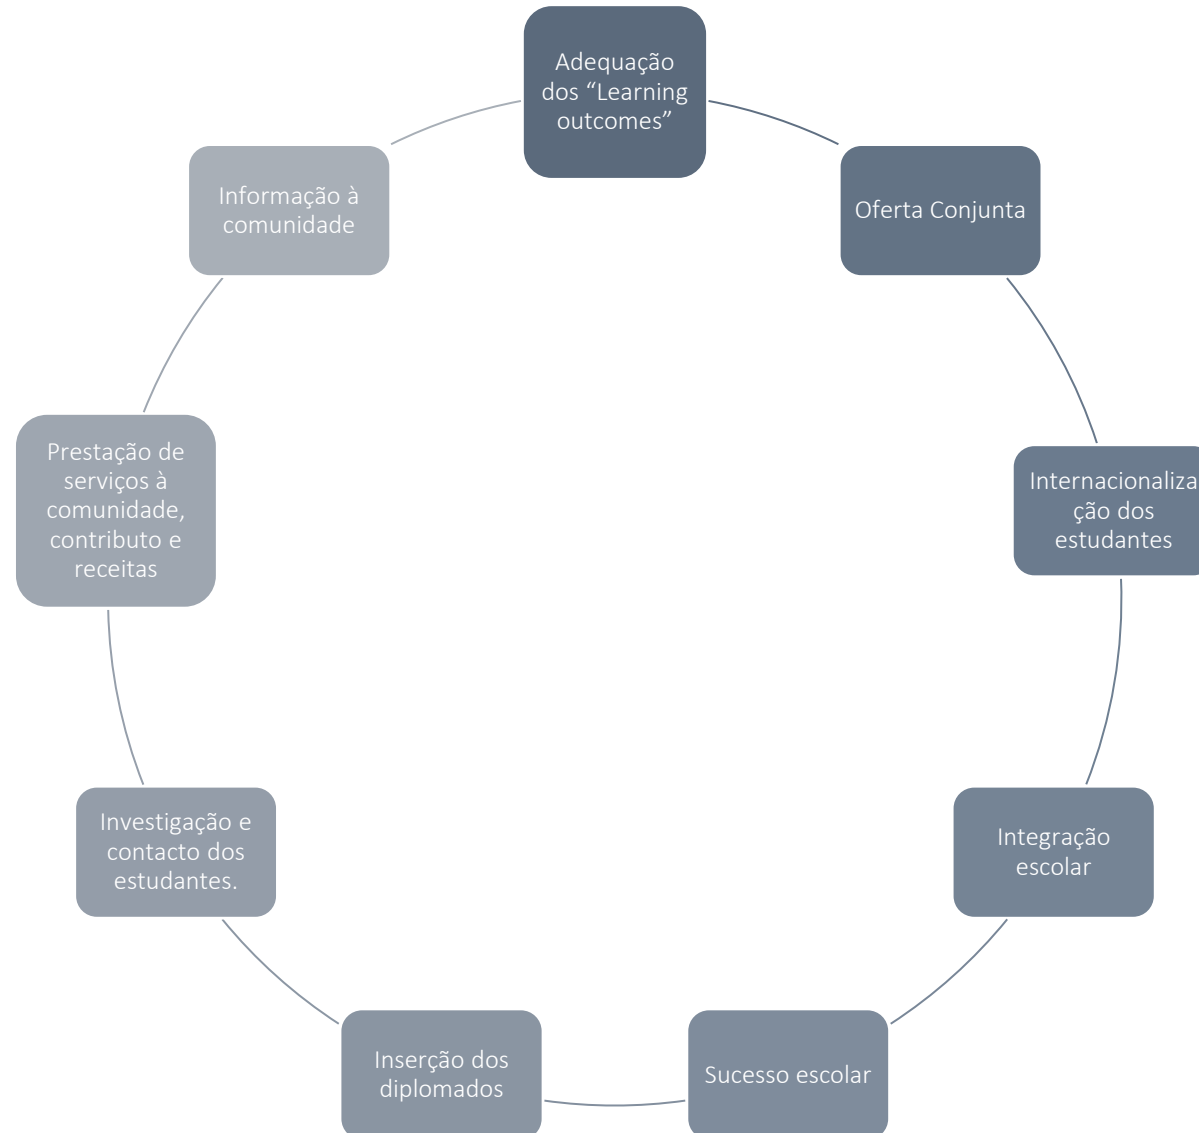 Adequação
dos “Learning
outcomes”
Oferta Conjunta
Internacionaliza
ção dos
estudantes
Integração
escolar
Sucesso escolar
Inserção dos
diplomados
Investigação e
contacto dos
estudantes.
Prestação de
serviços à
comunidade,
contributo e
receitas
Informação à
comunidade